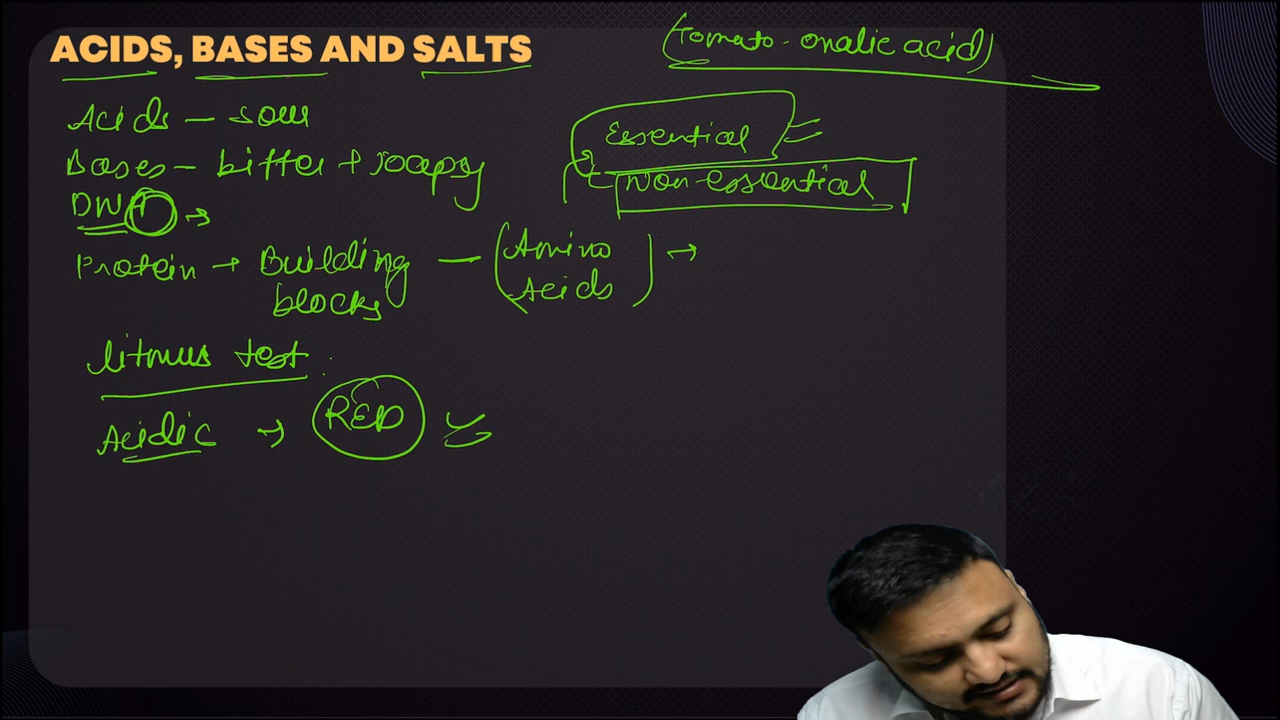 ACIDS, BASES AND SALTS
(tomato - oxalic acid)
Acids - sour
Bases - bitter + soapy
DNA →
Essential
Non-essential
Protein → Building blocks - (Amino Acids) →
litmus test :
Acidic → RED